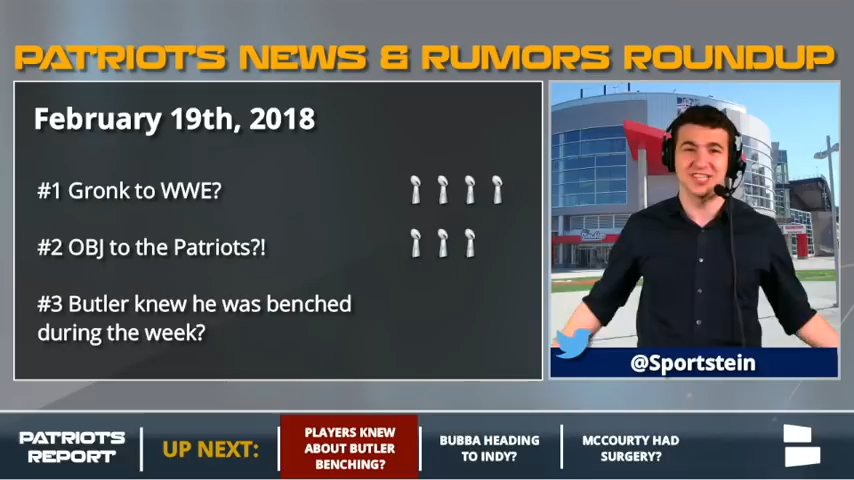 PATRIOTS NEWS & RUMORS ROUNDUP
February 19th, 2018
#1 Gronk to WWE?
#2 OBJ to the Patriots?!
#3 Butler knew he was benched
during the week?
@Sportstein
PATRIOTS
REPORT
UP NEXT:
PLAYERS KNEW
ABOUT BUTLER
BENCHING?
BUBBA HEADING
TO INDY?
MCCOURTY HAD
SURGERY?